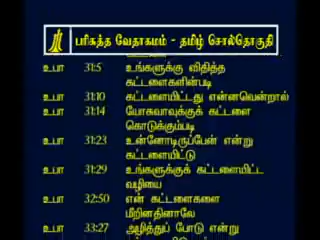 பரிசுத்த வேதாகமம் - தமிழ் சொல்தொகுதி
உபா 31:5 உங்களுக்கு விதித்த
கட்டளைகளின்படி
உபா 31:10 கட்டளையிட்டது என்னவென்றால்
உபா 31:14 யோசுவாவுக்குக் கட்டளை
கொடுக்கும்படி
உபா 31:23 உன்னோடிருப்பேன் என்று
கட்டளையிட்டு
உபா 31:29 உங்களுக்குக் கட்டளையிட்ட
வழியை
உபா 32:50 என் கட்டளைகளை
மீறினதினாலே
உபா 33:27 அழித்துப் போடு என்று